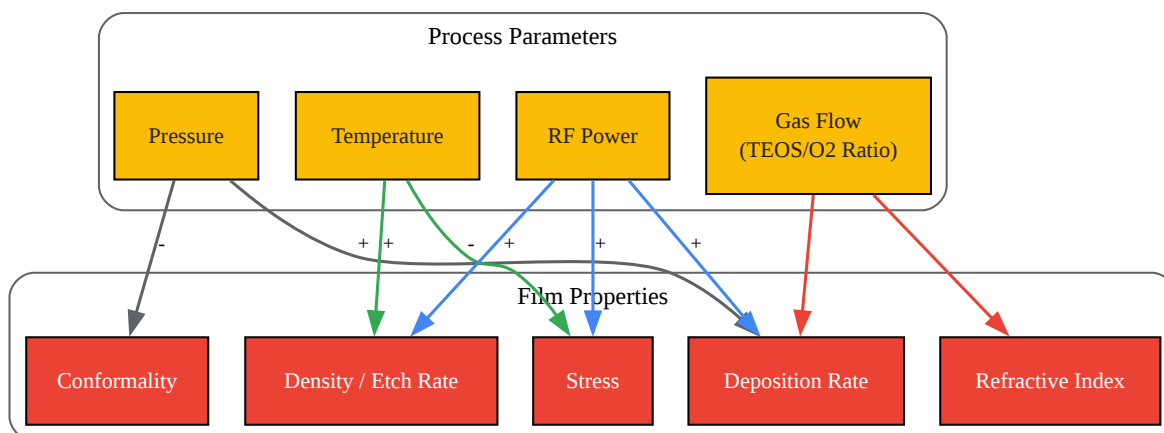 Process Parameters
Pressure
Temperature
RF Power
Gas Flow
(TEOS/O2 Ratio)
-
+
+
-
+
+
+
Film Properties
Conformality
Density / Etch Rate
Stress
Deposition Rate
Refractive Index